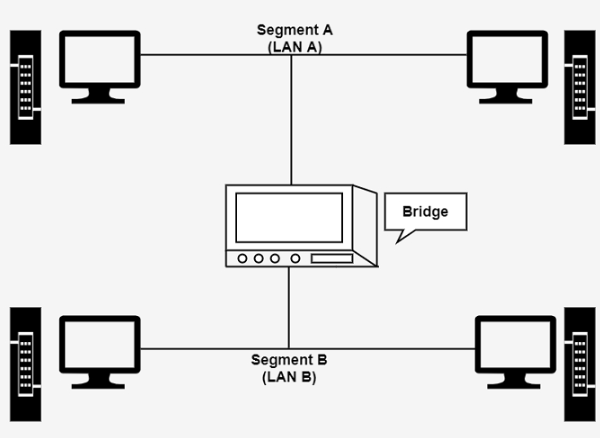 Segment A
(LAN A)
Bridge
Segment B
(LAN B)